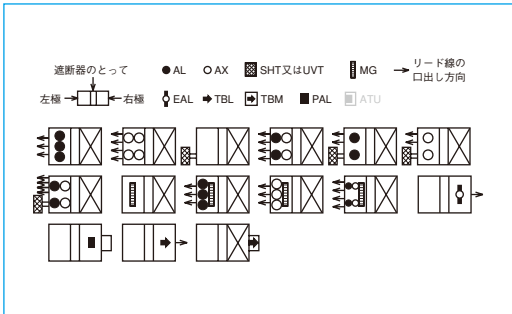 遮断器のとって
AL
AX
SHT又はUVT
MG
リード線の
口出し方向
左極
右極
EAL
TBL
TBM
PAL
ATU